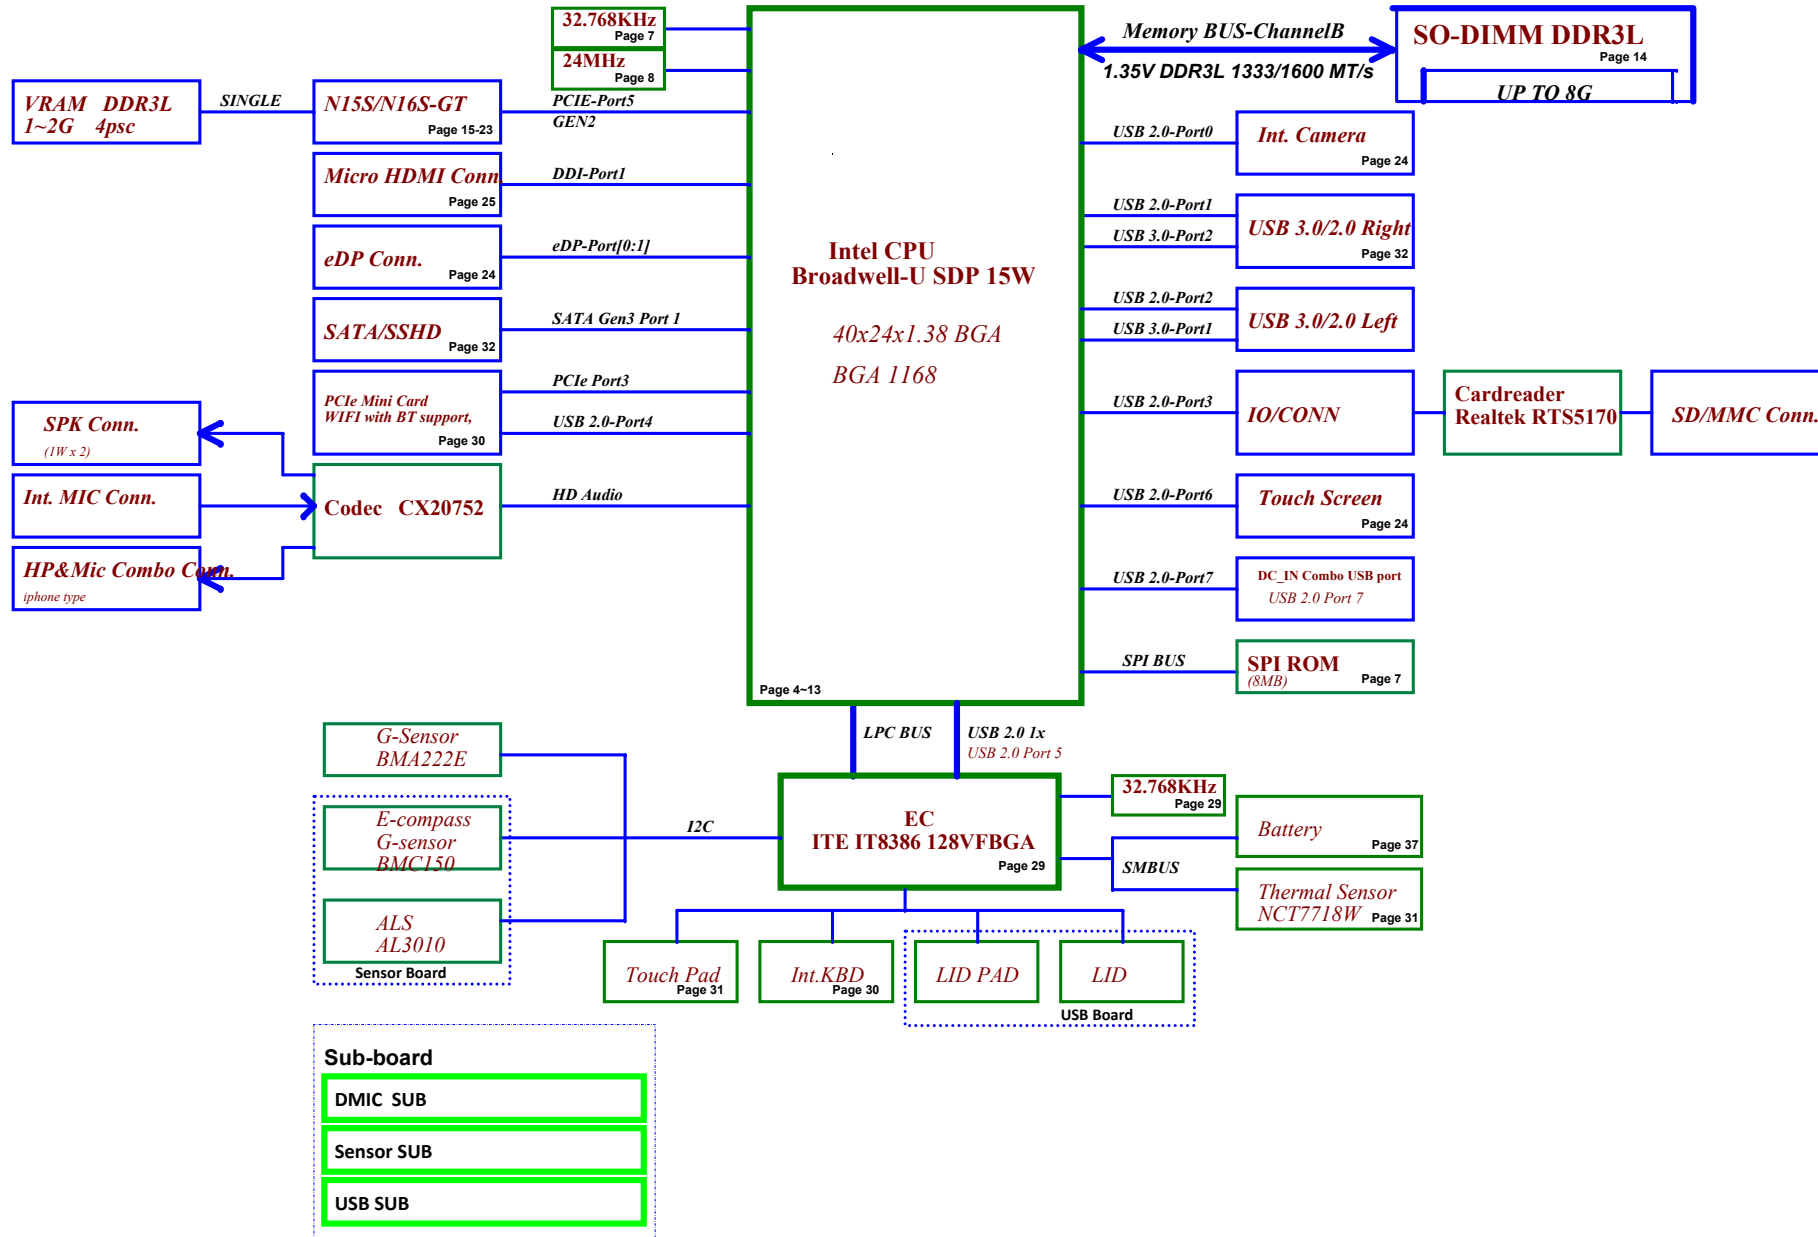 32.768KHz
Page 7
24MHz
Page 8
Memory BUS-ChannelB
1.35V DDR3L 1333/1600 MT/s
SO-DIMM DDR3L
Page 14
UP TO 8G
VRAM DDR3L
1~2G 4psc
SINGLE
N15S/N16S-GT
Page 15-23
PCIE-Port5
GEN2
Micro HDMI Conn.
Page 25
DDI-Port1
eDP Conn.
Page 24
eDP-Port[0:1]
SATA/SSHD
Page 32
SATA Gen3 Port 1
PCIe Mini Card
WIFI with BT support,
Page 30
PCIe Port3
USB 2.0-Port4
SPK Conn.
(1W x 2)
Int. MIC Conn.
HP&Mic Combo Conn.
iphone type
Codec CX20752
HD Audio
Intel CPU
Broadwell-U SDP 15W
40x24x1.38 BGA
BGA 1168
Page 4~13
USB 2.0-Port0
Int. Camera
Page 24
USB 2.0-Port1
USB 3.0-Port2
USB 3.0/2.0 Right
Page 32
USB 2.0-Port2
USB 3.0-Port1
USB 3.0/2.0 Left
USB 2.0-Port3
IO/CONN
Cardreader
Realtek RTS5170
SD/MMC Conn.
USB 2.0-Port6
Touch Screen
Page 24
USB 2.0-Port7
DC_IN Combo USB port
USB 2.0 Port 7
SPI BUS
SPI ROM
(8MB)
Page 7
LPC BUS
USB 2.0 1x
USB 2.0 Port 5
G-Sensor
BMA222E
E-compass
G-sensor
BMC150
ALS
AL3010
Sensor Board
I2C
EC
ITE IT8386 128VFBGA
Page 29
32.768KHz
Page 29
SMBUS
Battery
Page 37
Thermal Sensor
NCT7718W
Page 31
Touch Pad
Page 31
Int.KBD
Page 30
LID PAD
LID
USB Board
Sub-board
DMIC SUB
Sensor SUB
USB SUB